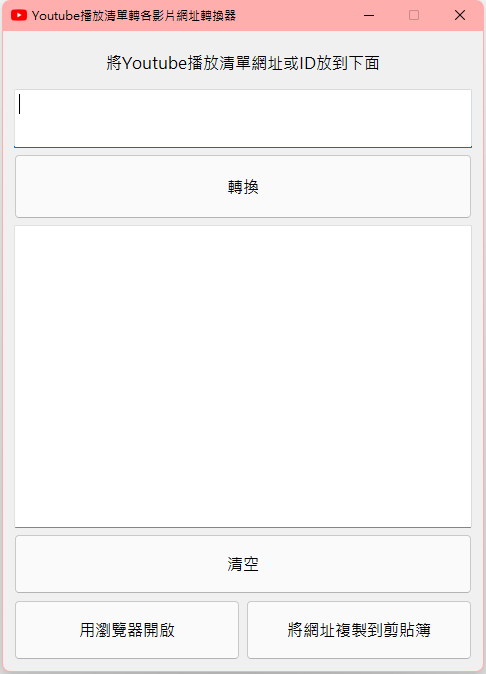 Youtube播放清單轉各影片網址轉換器
將Youtube播放清單網址或ID放到下面
轉換
清空
用瀏覽器開啟
將網址複製到剪貼簿